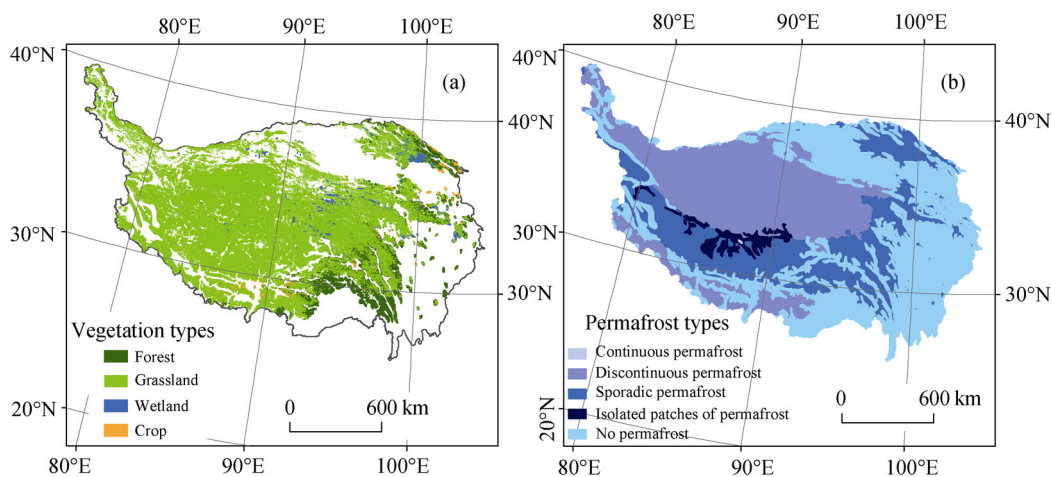 80°E 90°E 100°E
40°N
(a)
40°N
30°N
30°N
Vegetation types
Forest
Grassland
Wetland
Crop
0 600 km
20°N
80°E 90°E 100°E
80°E 90°E 100°E
40°N
(b)
40°N
30°N
30°N
Permafrost types
Continuous permafrost
Discontinuous permafrost
Sporadic permafrost
Isolated patches of permafrost
No permafrost
0 600 km
20°N
80°E 90°E 100°E